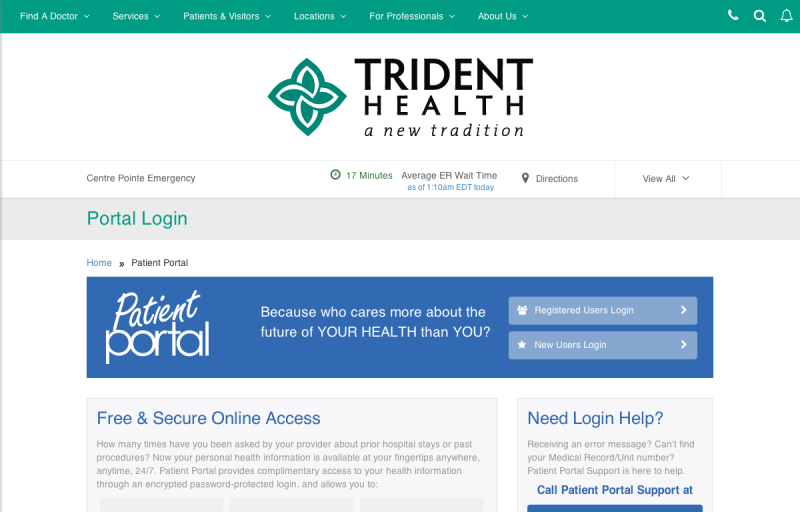 Find A Doctor Services Patients & Visitors Locations For Professionals About Us
TRIDENT
HEALTH
a new tradition
Centre Pointe Emergency 17 Minutes Average ER Wait Time Directions View All
as of 1:10am EDT today
Portal Login
Home » Patient Portal
Patient
portal
Because who cares more about the
future of YOUR HEALTH than YOU?
Registered Users Login
New Users Login
Free & Secure Online Access
How many times have you been asked by your provider about prior hospital stays or past
procedures? Now your personal health information is available at your fingertips anywhere,
anytime, 24/7. Patient Portal provides complimentary access to your health information
through an encrypted password-protected login, and allows you to:
Need Login Help?
Receiving an error message? Can't find
your Medical Record/Unit number?
Patient Portal Support is here to help.
Call Patient Portal Support at